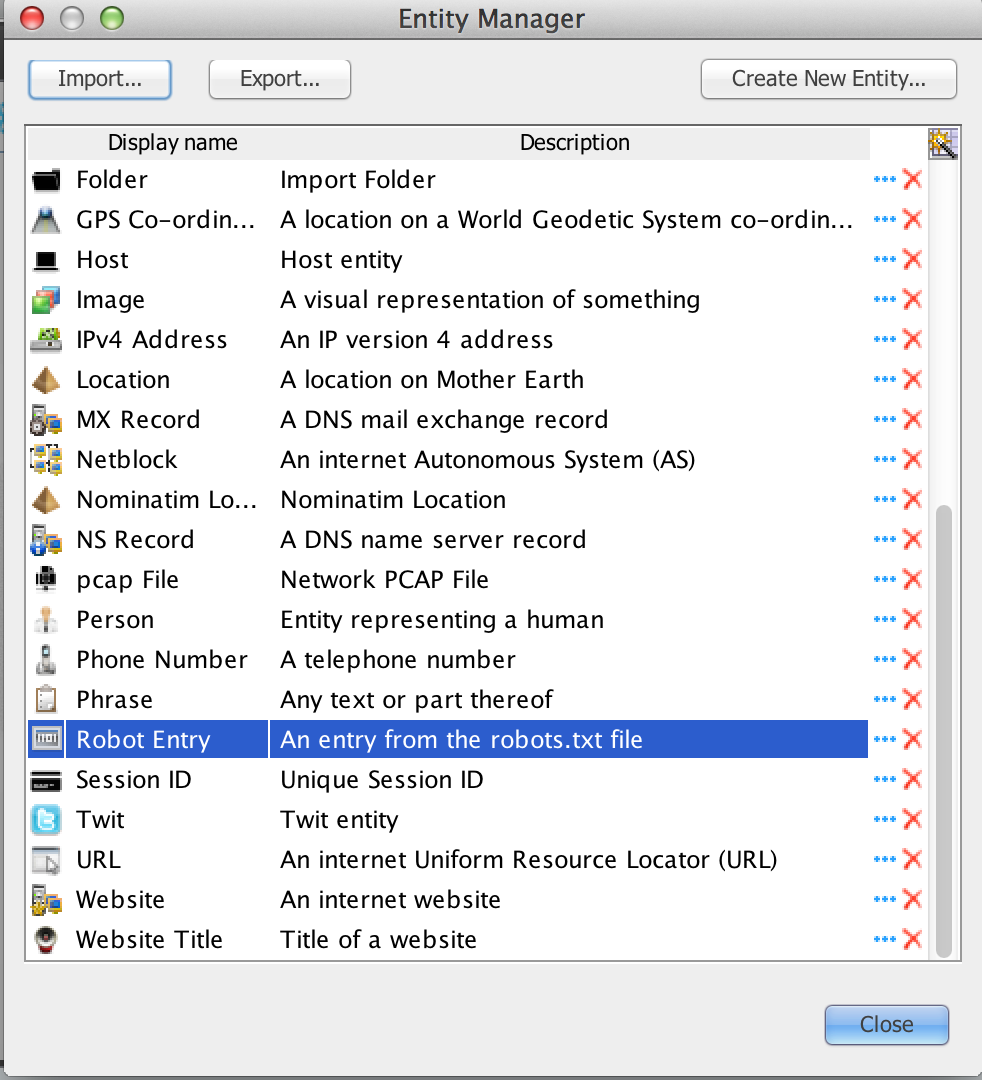 Entity Manager
Import... Export... Create New Entity...
Display name Description
Folder Import Folder
GPS Co-ordin... A location on a World Geodetic System co-ordin...
Host Host entity
Image A visual representation of something
IPv4 Address An IP version 4 address
Location A location on Mother Earth
MX Record A DNS mail exchange record
Netblock An internet Autonomous System (AS)
Nominatim Lo... Nominatim Location
NS Record A DNS name server record
pcap File Network PCAP File
Person Entity representing a human
Phone Number A telephone number
Phrase Any text or part thereof
Robot Entry An entry from the robots.txt file
Session ID Unique Session ID
Twit Twit entity
URL An internet Uniform Resource Locator (URL)
Website An internet website
Website Title Title of a website
Close